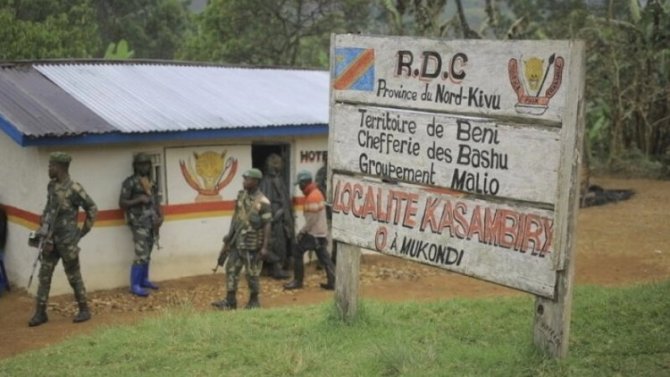 R.D.C
Province du Nord-Kivu
Territoire de Beni
Chefferie des Bashu
Groupement Malio
LOCALITE KASAMBIRY
À MUKONDI
HOTE